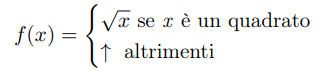 f(x) = { √x se x è un quadrato
↑ altrimenti